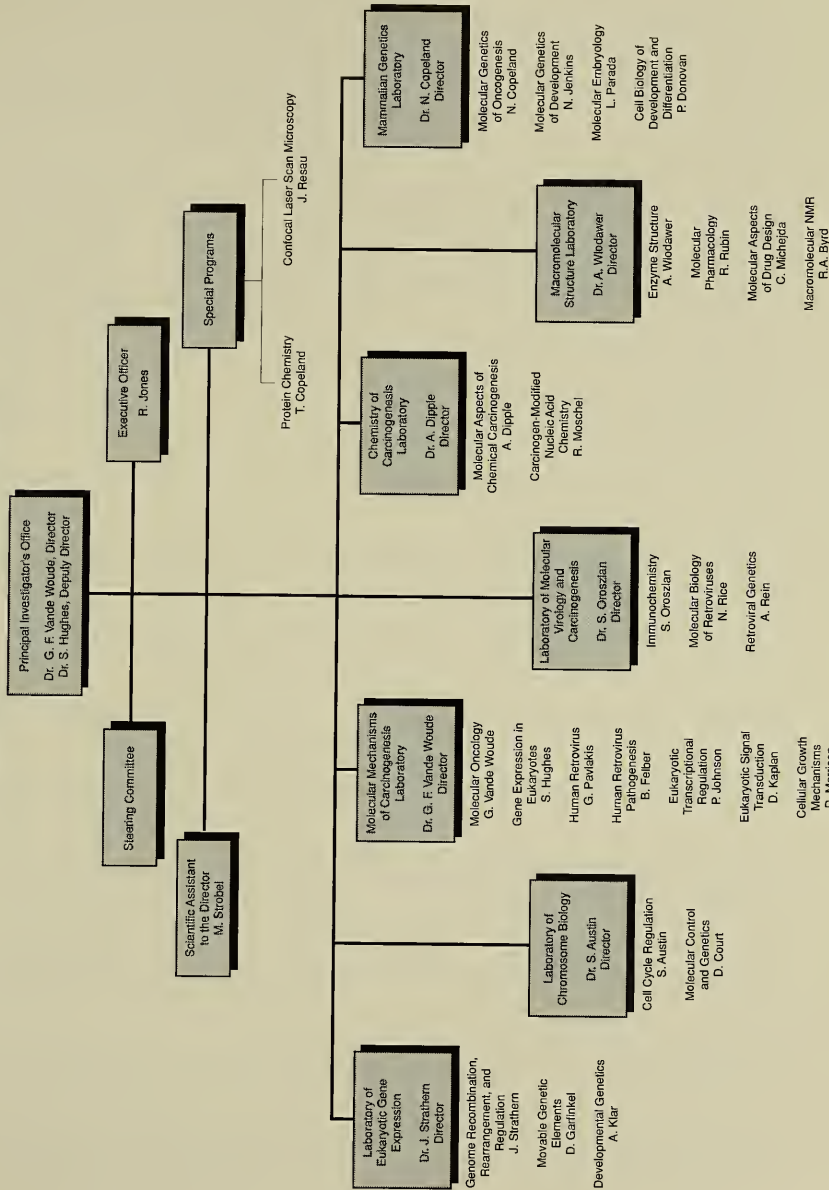 Principal Investigator's Office
Dr. G. F. Vande Woude, Director
Dr. S. Hughes, Deputy Director
Steering Committee
Executive Officer
R. Jones
Scientific Assistant
to the Director
M. Strobel
Special Programs
Protein Chemistry
T. Copeland
Confocal Laser Scan Microscopy
J. Resau
Laboratory of
Eukaryotic Gene
Expression
Dr. J. Strathern
Director
Genome Recombination,
Rearrangement, and
Regulation
J. Strathern
Movable Genetic
Elements
D. Garfinkel
Developmental Genetics
A. Klar
Laboratory of
Chromosome Biology
Dr. S. Austin
Director
Cell Cycle Regulation
S. Austin
Molecular Control
and Genetics
D. Court
Molecular Mechanisms
of Carcinogenesis
Laboratory
Dr. G. F. Vande Woude
Director
Molecular Oncology
G. Vande Woude
Gene Expression in
Eukaryotes
S. Hughes
Human Retrovirus
G. Pavlakis
Human Retrovirus
Pathogenesis
B. Felber
Eukaryotic
Transcriptional
Regulation
P. Johnson
Eukaryotic Signal
Transduction
D. Kaplan
Cellular Growth
Mechanisms
Laboratory of Molecular
Virology and
Carcinogenesis
Dr. S. Oroszlan
Director
Immunochemistry
S. Oroszlan
Molecular Biology
of Retroviruses
N. Rice
Retroviral Genetics
A. Rein
Chemistry of
Carcinogenesis
Laboratory
Dr. A. Dipple
Director
Molecular Aspects of
Chemical Carcinogenesis
A. Dipple
Carcinogen-Modified
Nucleic Acid
Chemistry
R. Moschel
Macromolecular
Structure Laboratory
Dr. A. Wlodawer
Director
Enzyme Structure
A. Wlodawer
Molecular
Pharmacology
R. Rubin
Molecular Aspects
of Drug Design
C. Michejda
Macromolecular NMR
R.A. Byrd
Mammalian Genetics
Laboratory
Dr. N. Copeland
Director
Molecular Genetics
of Oncogenesis
N. Copeland
Molecular Genetics
of Development
N. Jenkins
Molecular Embryology
L. Parada
Cell Biology of
Development and
Differentiation
P. Donovan